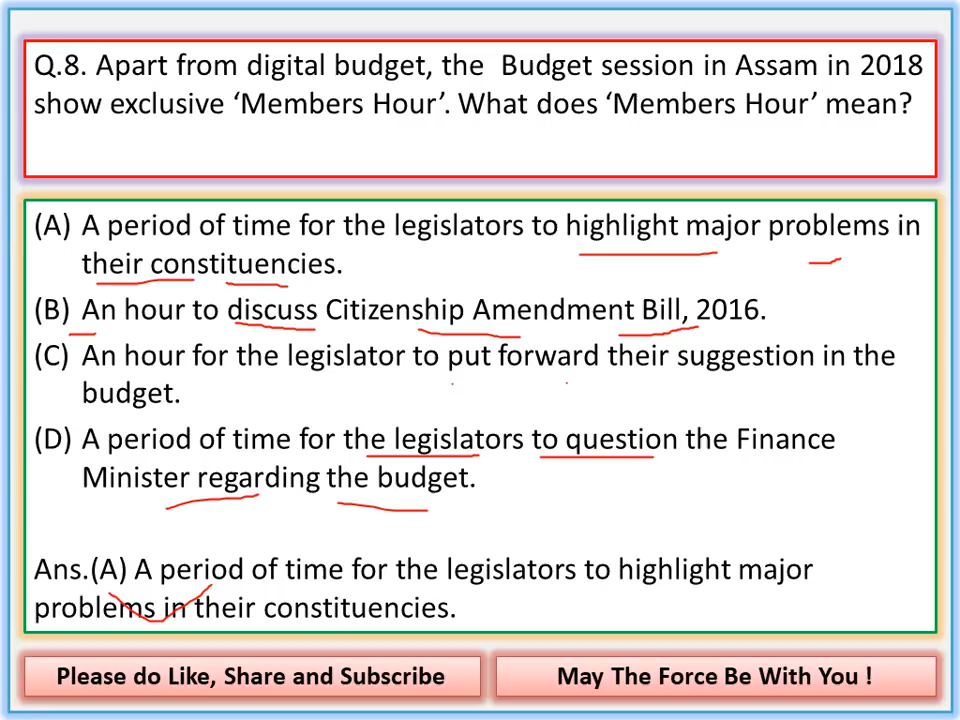 Q.8. Apart from digital budget, the Budget session in Assam in 2018
show exclusive ‘Members Hour’. What does ‘Members Hour’ mean?
(A) A period of time for the legislators to highlight major problems in
their constituencies.
(B) An hour to discuss Citizenship Amendment Bill, 2016.
(C) An hour for the legislator to put forward their suggestion in the
budget.
(D) A period of time for the legislators to question the Finance
Minister regarding the budget.
Ans.(A) A period of time for the legislators to highlight major
problems in their constituencies.
Please do Like, Share and Subscribe
May The Force Be With You !